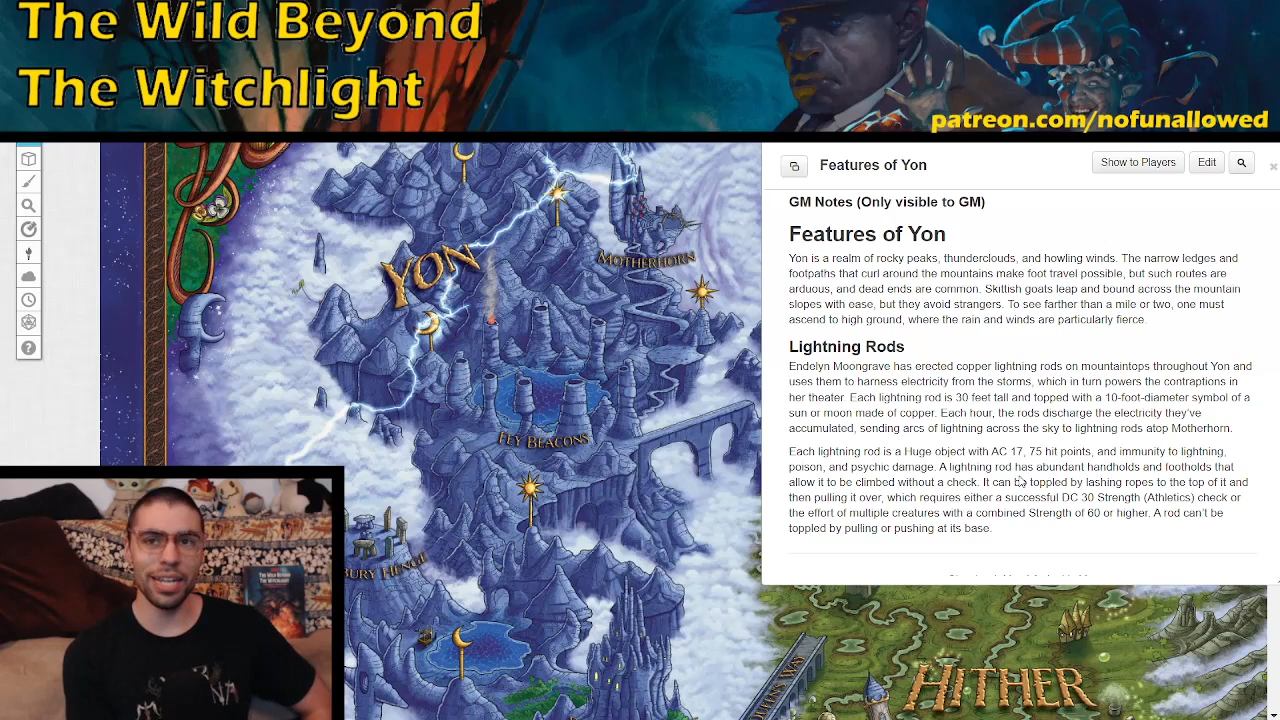 The Wild Beyond
The Witchlight
patreon.com/nofunallowed
Features of Yon
Show to Players
Edit
GM Notes (Only visible to GM)
Features of Yon
Yon is a realm of rocky peaks, thunderclouds, and howling winds. The narrow ledges and
footpaths that curl around the mountains make foot travel possible, but such routes are
arduous, and dead ends are common. Skittish goats leap and bound across the mountain
slopes with ease, but they avoid strangers. To see farther than a mile or two, one must
ascend to high ground, where the rain and winds are particularly fierce.
Lightning Rods
Endelyn Moongrave has erected copper lightning rods on mountaintops throughout Yon and
uses them to harness electricity from the storms, which in turn powers the contraptions in
her theater. Each lightning rod is 30 feet tall and topped with a 10-foot-diameter symbol of a
sun or moon made of copper. Each hour, the rods discharge the electricity they've
accumulated, sending arcs of lightning across the sky to lightning rods atop Motherhorn.
Each lightning rod is a Huge object with AC 17, 75 hit points, and immunity to lightning,
poison, and psychic damage. A lightning rod has abundant handholds and footholds that
allow it to be climbed without a check. It can be toppled by lashing ropes to the top of it and
then pulling it over, which requires either a successful DC 30 Strength (Athletics) check or
the effort of multiple creatures with a combined Strength of 60 or higher. A rod can't be
toppled by pulling or pushing at its base.
YON
MOTHERHORN
FEY BEACONS
BURY HENGE
HITHER
QUEEN'S WAY
THE WILD BEYOND
THE WITCHLIGHT